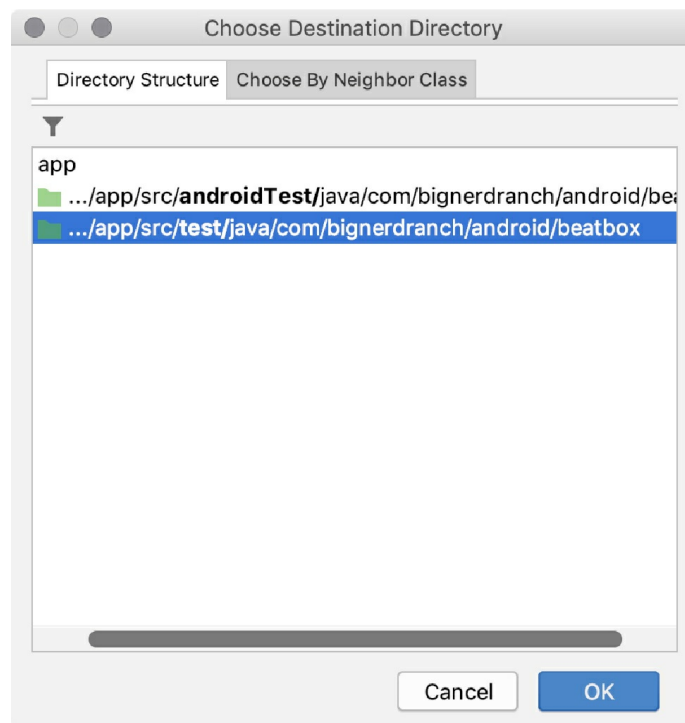 Choose Destination Directory
Directory Structure Choose By Neighbor Class
app
.../app/src/androidTest/java/com/bignerdranch/android/bea
.../app/src/test/java/com/bignerdranch/android/beatbox
Cancel OK